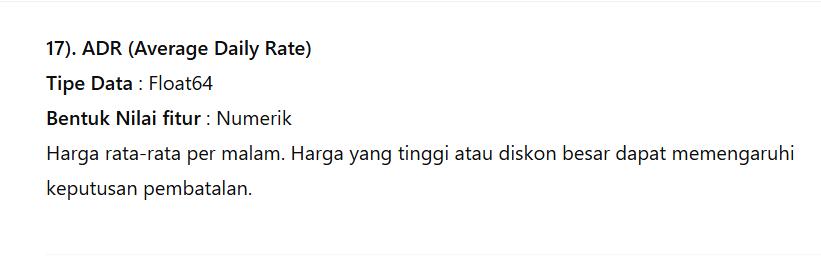 17). ADR (Average Daily Rate)
Tipe Data : Float64
Bentuk Nilai fitur : Numerik
Harga rata-rata per malam. Harga yang tinggi atau diskon besar dapat memengaruhi
keputusan pembatalan.